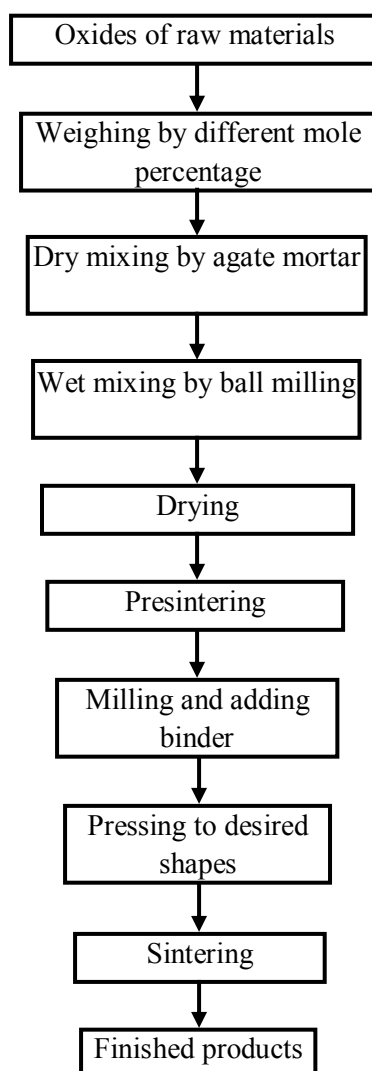 Oxides of raw materials
Weighing by different mole
percentage
Dry mixing by agate mortar
Wet mixing by ball milling
Drying
Presintering
Milling and adding
binder
Pressing to desired
shapes
Sintering
Finished products